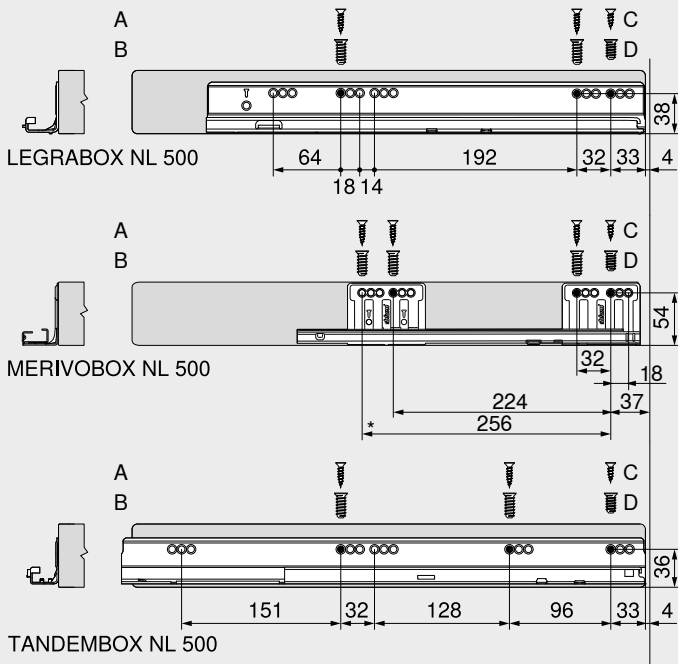 A C
B D
38
LEGRABOX NL 500
64 192 32 33 4
18 14
A C
B D
54
MERIVOBOX NL 500
32
18
224 37
* 256
A C
B D
36
151 32 128 96 33 4
TANDEMBOX NL 500